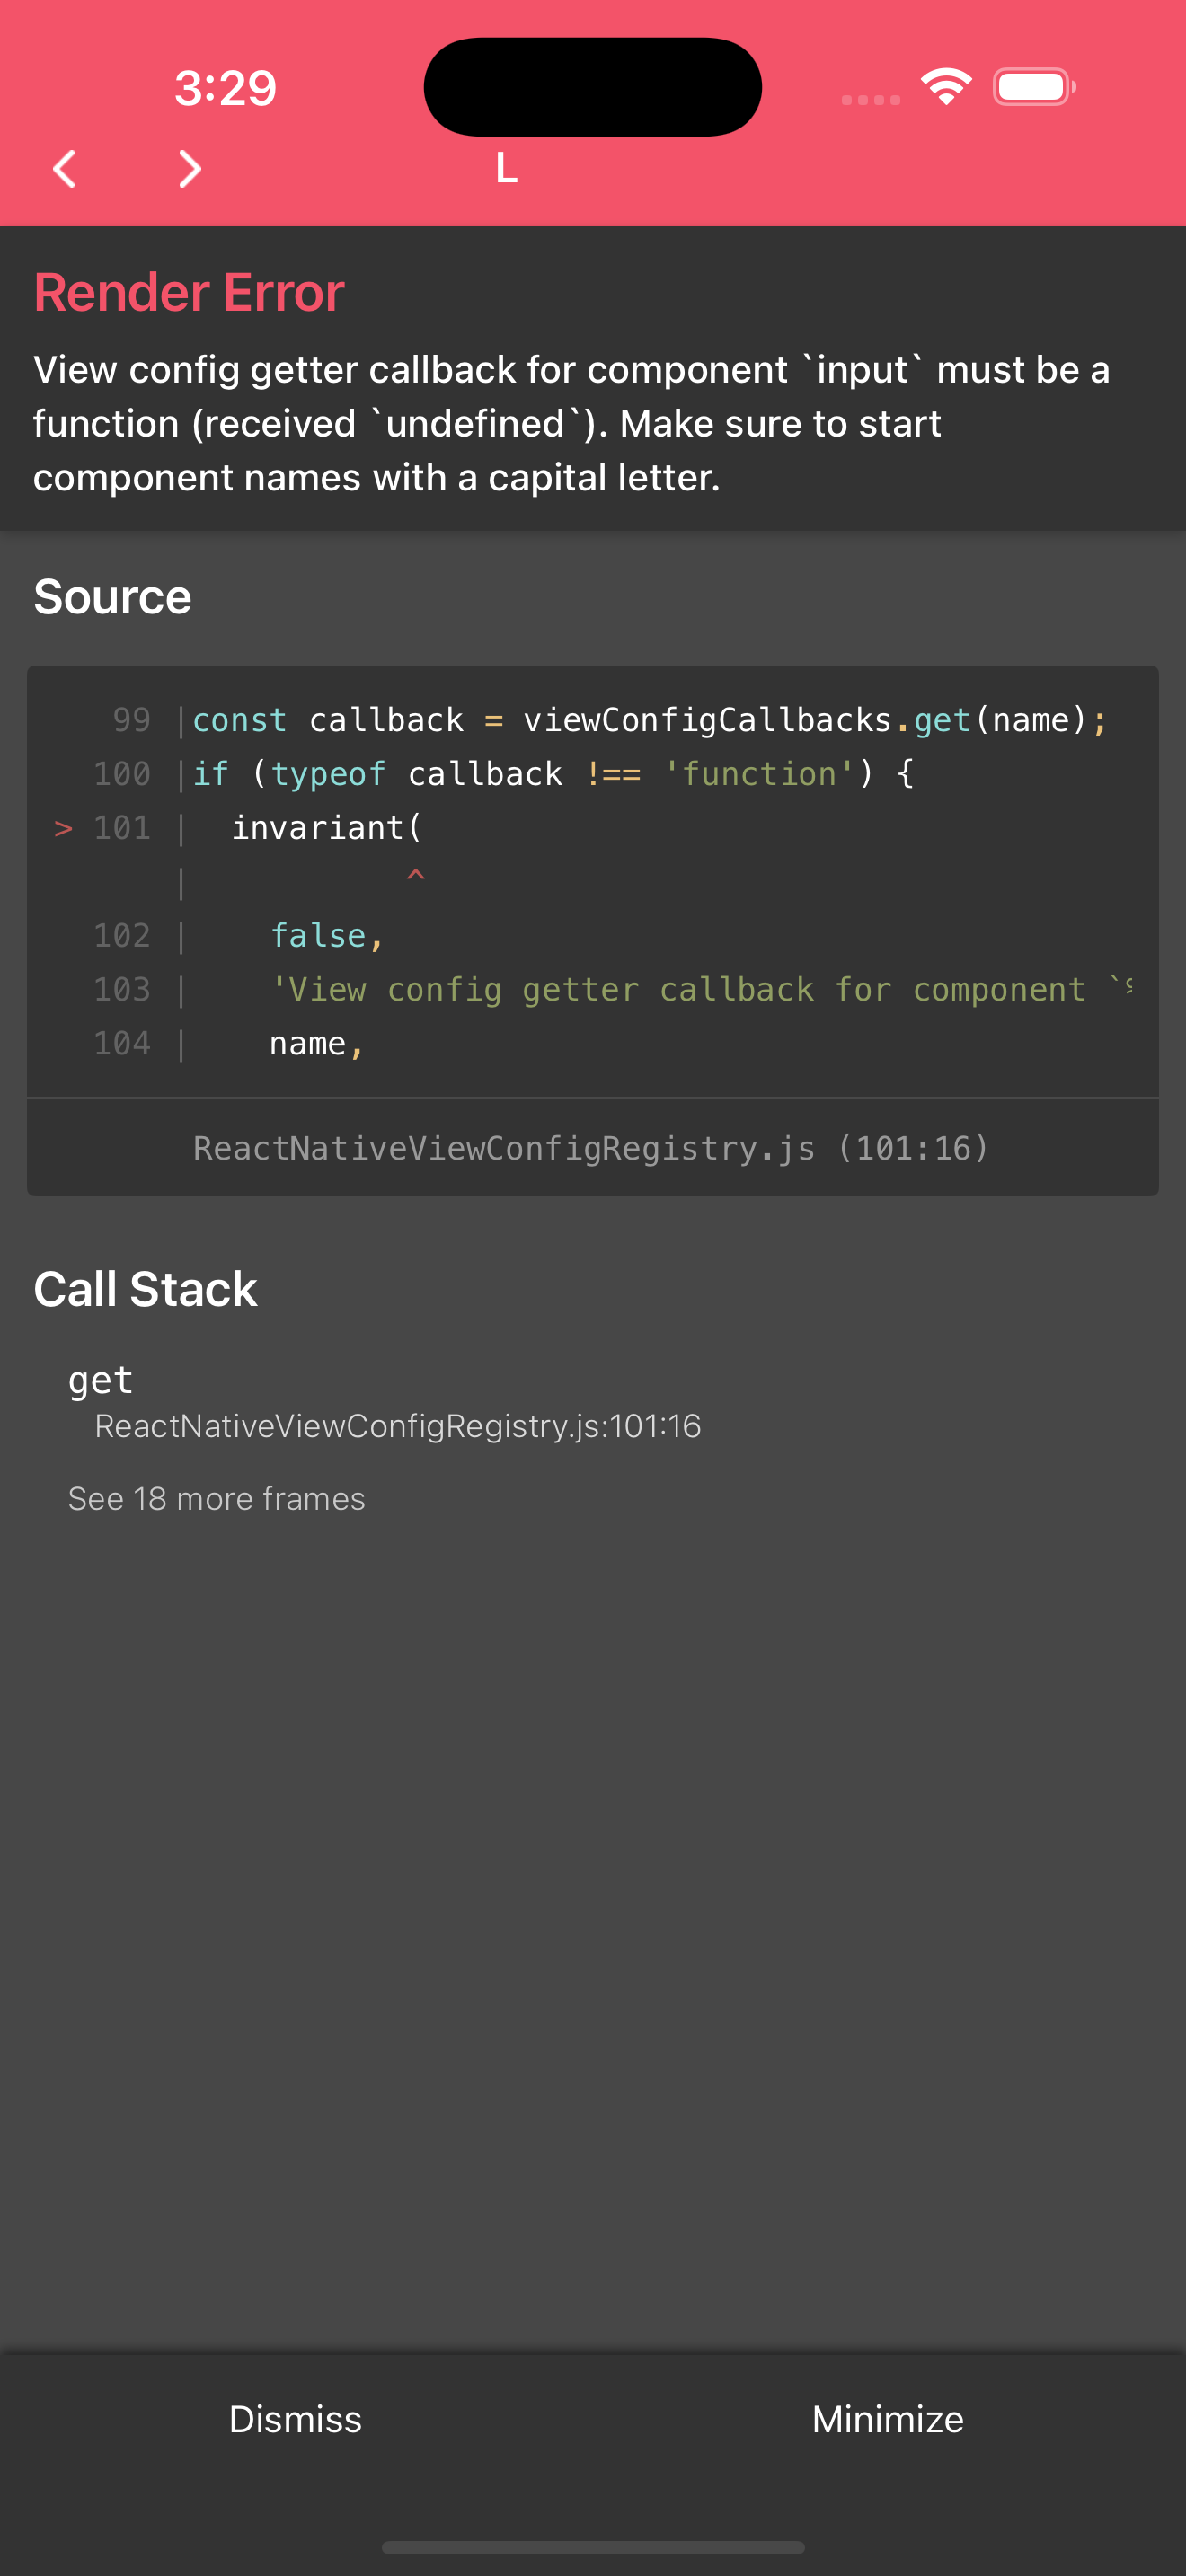 3:29
L
Render Error
View config getter callback for component `input` must be a
function (received `undefined`). Make sure to start
component names with a capital letter.
Source
99 |const callback = viewConfigCallbacks.get(name);
100 |if (typeof callback !== 'function') {
> 101 |  invariant(
|           ^
102 |    false,
103 |    'View config getter callback for component `
104 |    name,
ReactNativeViewConfigRegistry.js (101:16)
Call Stack
get
ReactNativeViewConfigRegistry.js:101:16
See 18 more frames
Dismiss
Minimize